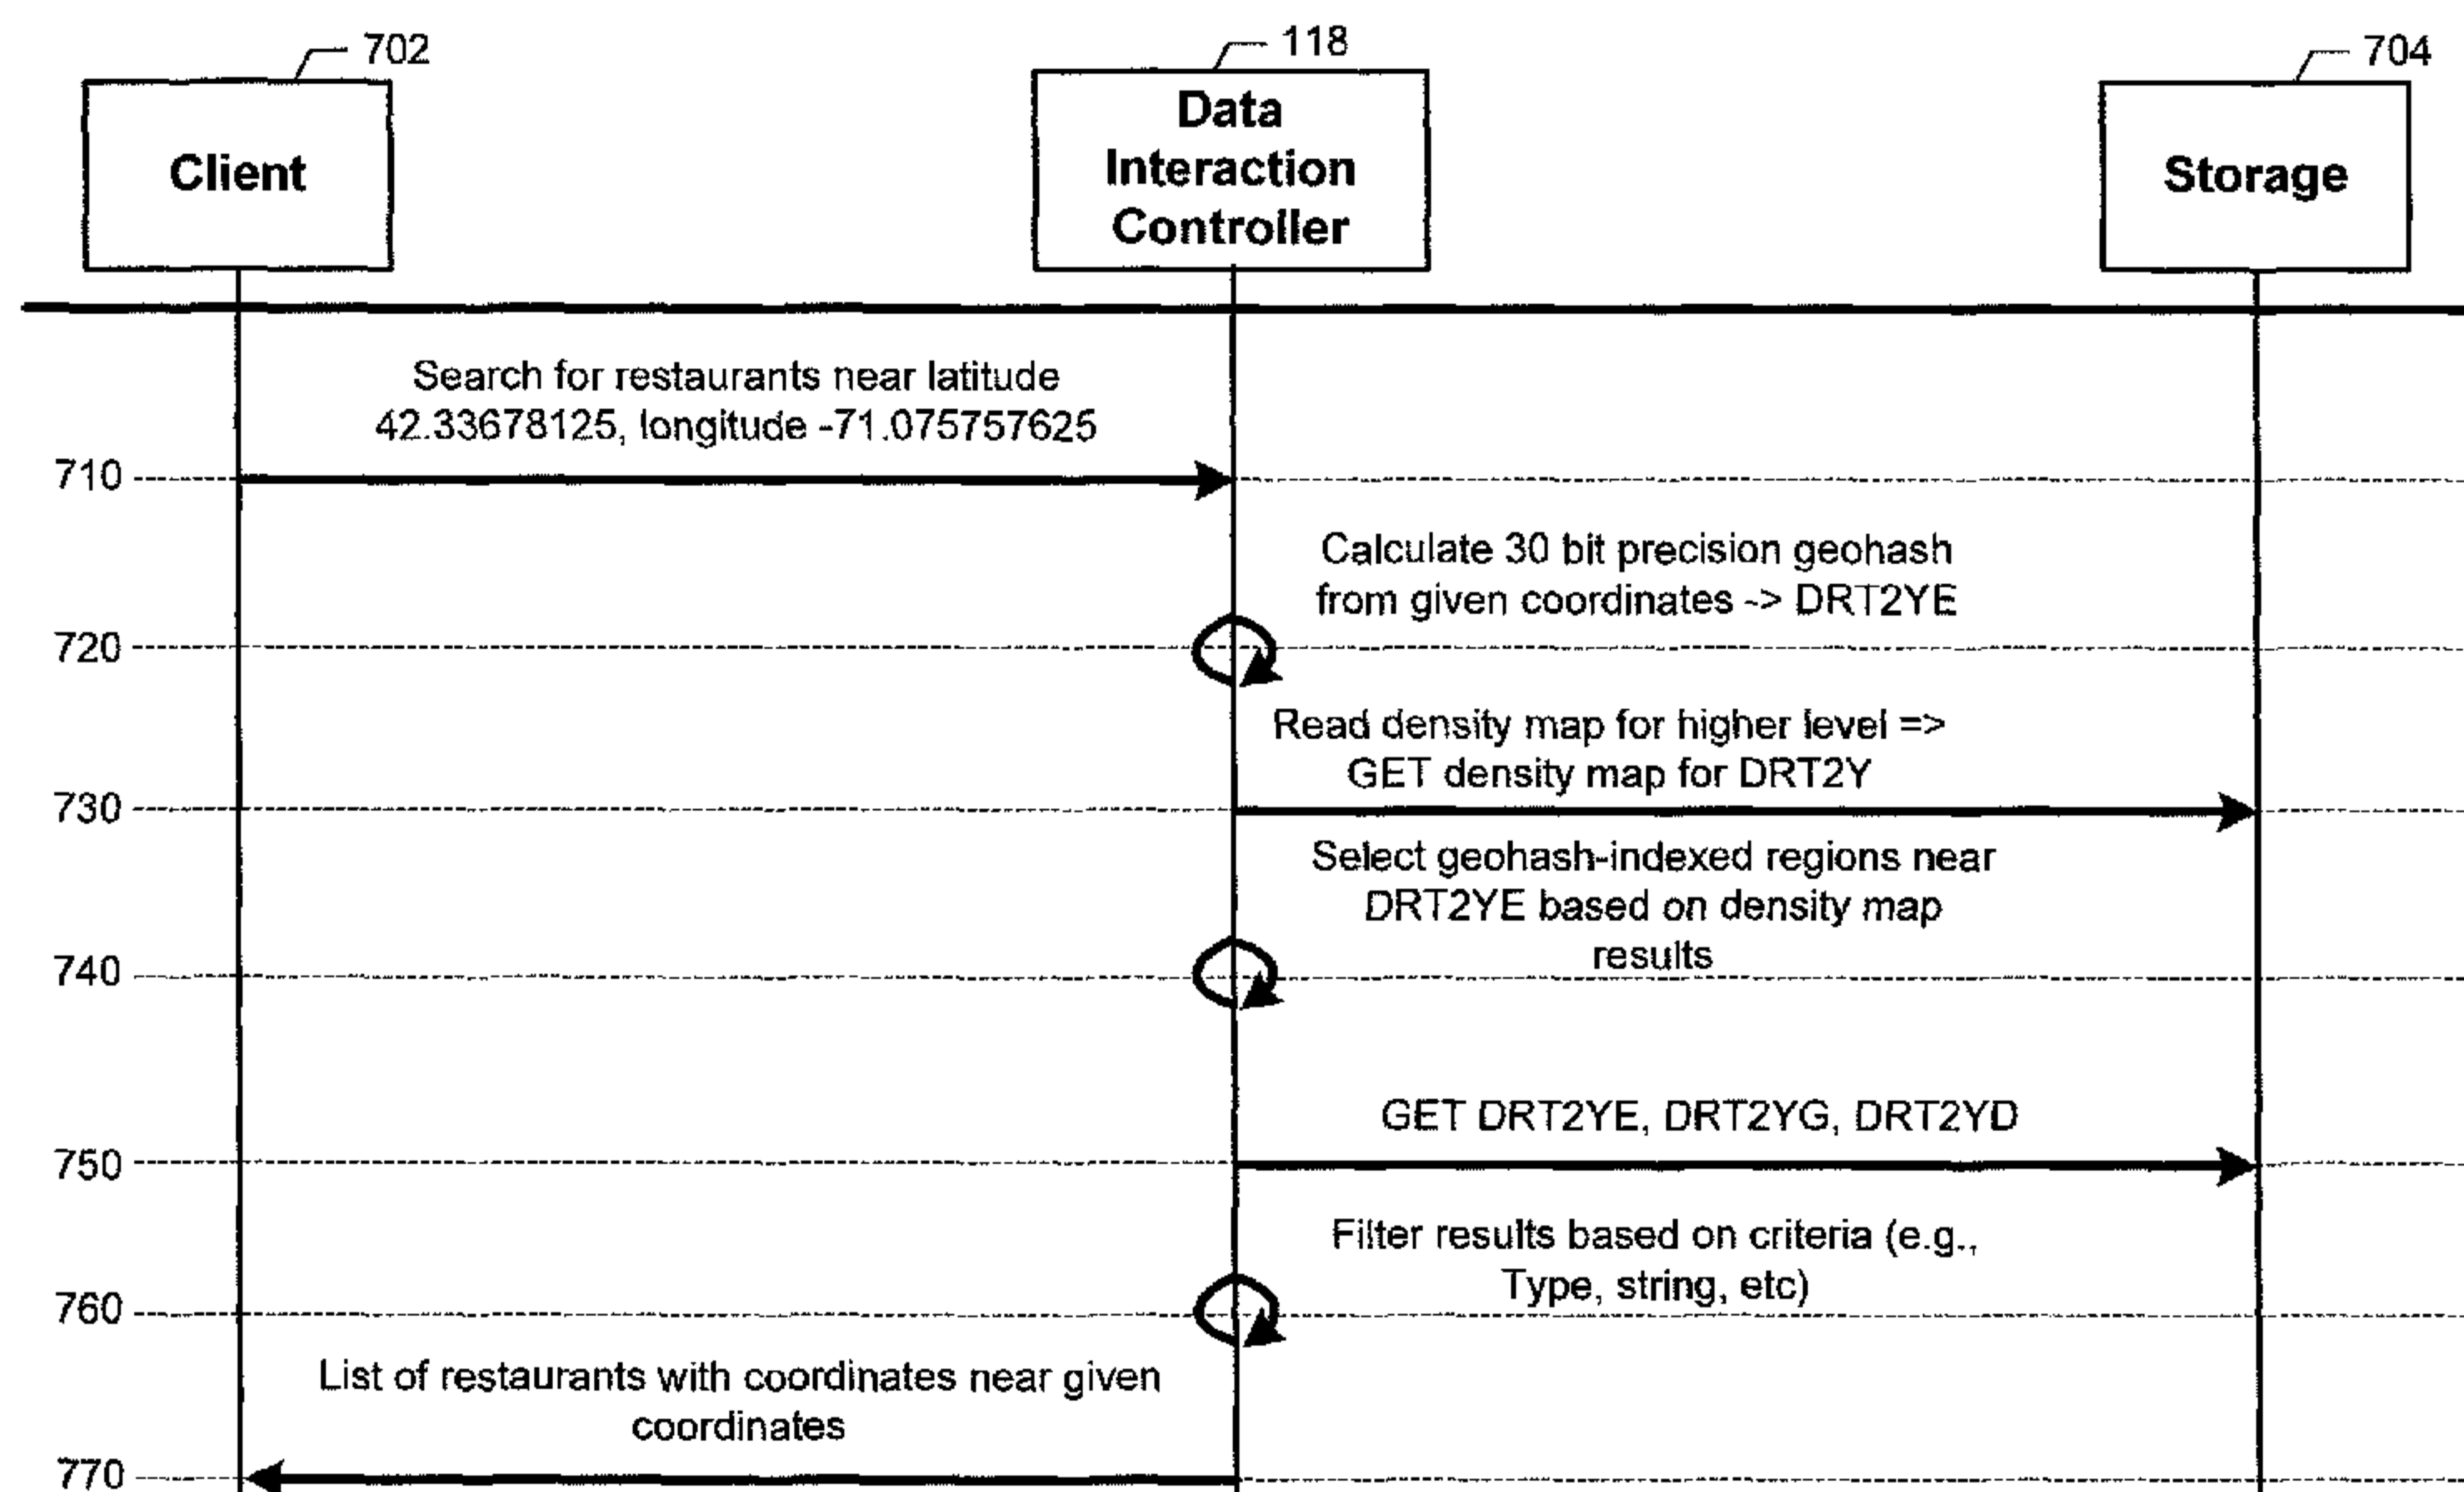 702
118
704
Client
Data
Interaction
Controller
Storage
Search for restaurants near latitude
42.33678125, longitude -71.075757625
710
Calculate 30 bit precision geohash
from given coordinates -> DRT2YE
720
Read density map for higher level =>
GET density map for DRT2Y
730
Select geohash-indexed regions near
DRT2YE based on density map
results
740
GET DRT2YE, DRT2YG, DRT2YD
750
Filter results based on criteria (e.g.,
Type, string, etc)
760
List of restaurants with coordinates near given
coordinates
770